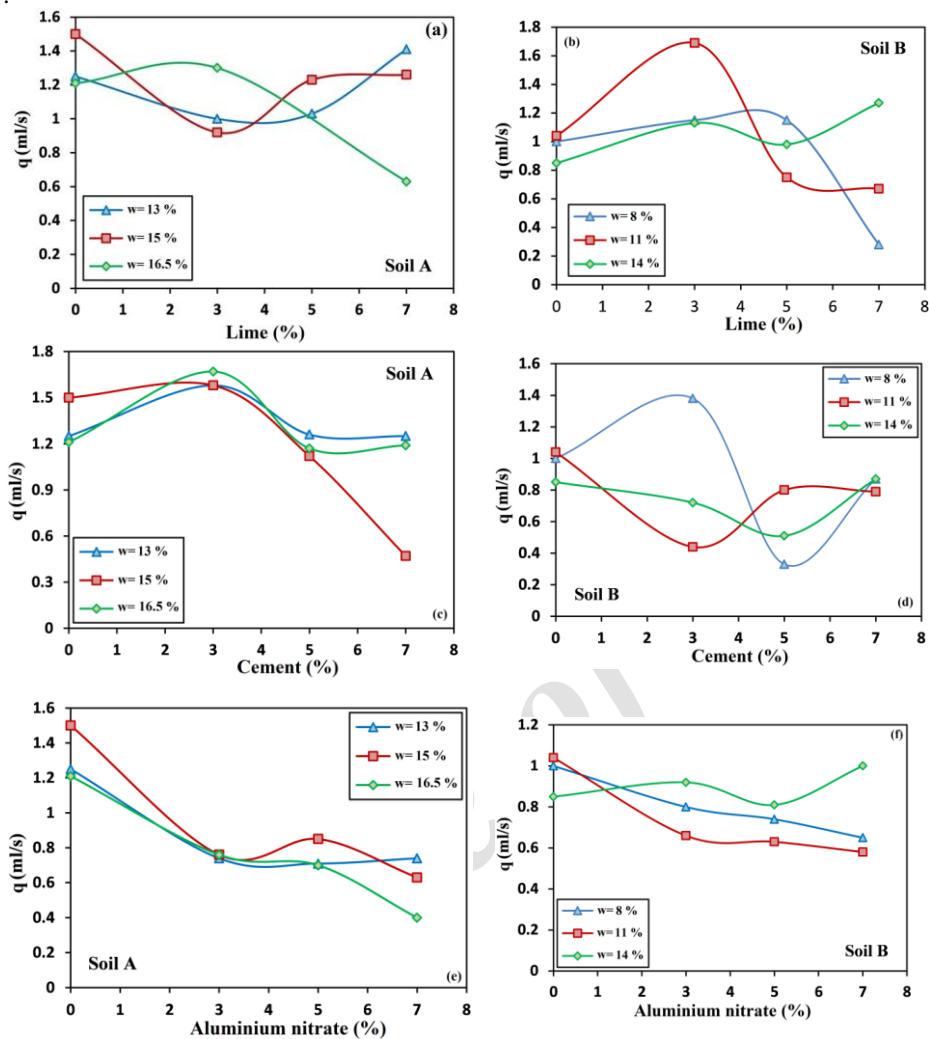 .
1.6
1.4
1.2
1
0.8
0.6
0.4
0.2
0
q (ml/s)
(a)
w= 13 %
w= 15 %
w= 16.5 %
Soil A
0 1 2 3 4 5 6 7 8
Lime (%)
1.8
1.6
1.4
1.2
1
0.8
0.6
0.4
0.2
0
q (ml/s)
(b)
Soil B
w= 8 %
w= 11 %
w= 14 %
0 1 2 3 4 5 6 7 8
Lime (%)
1.8
1.5
1.2
0.9
0.6
0.3
0
q (ml/s)
Soil A
w= 13 %
w= 15 %
w= 16.5 %
(c)
0 1 2 3 4 5 6 7 8
Cement (%)
1.6
1.4
1.2
1
0.8
0.6
0.4
0.2
0
q (ml/s)
w= 8 %
w= 11 %
w= 14 %
Soil B
(d)
0 1 2 3 4 5 6 7 8
Cement (%)
1.6
1.4
1.2
1
0.8
0.6
0.4
0.2
0
q (ml/s)
w= 13 %
w= 15 %
w= 16.5 %
Soil A
(e)
0 1 2 3 4 5 6 7 8
Aluminium nitrate (%)
1.2
1
0.8
0.6
0.4
0.2
0
q (ml/s)
(f)
w= 8 %
w= 11 %
w= 14 %
Soil B
0 1 2 3 4 5 6 7 8
Aluminium nitrate (%)